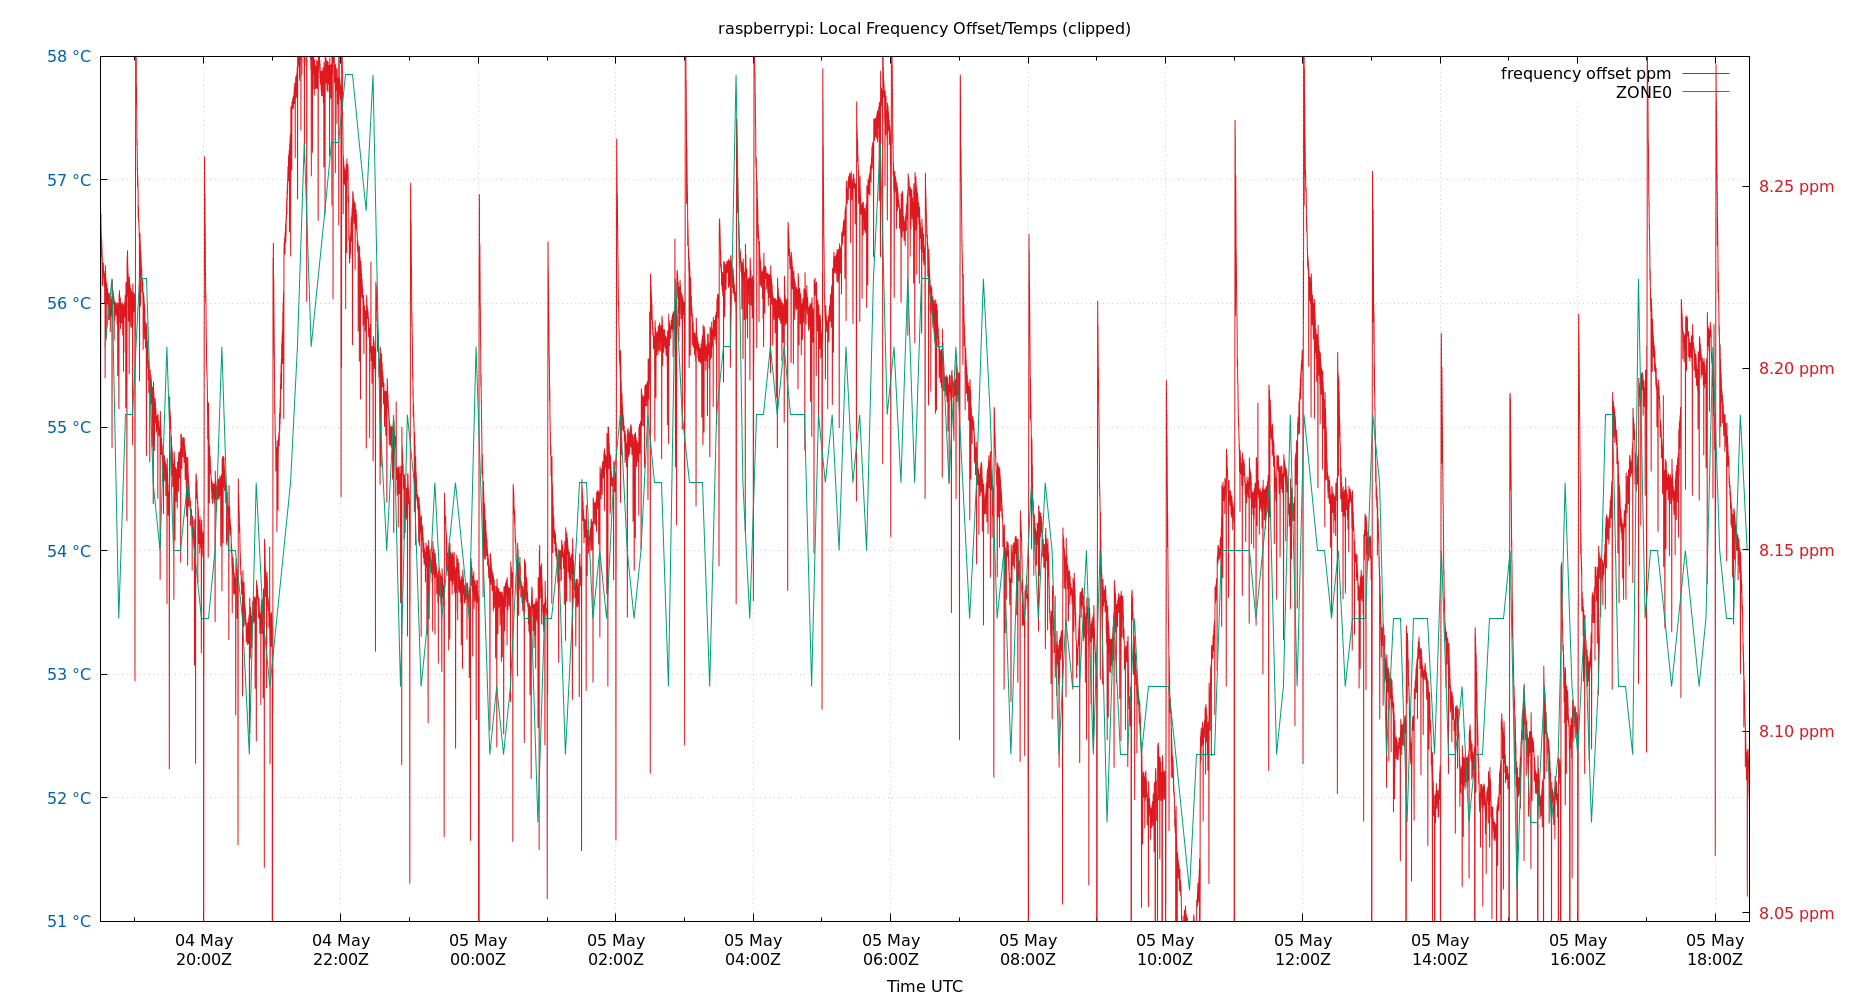 raspberrypi: Local Frequency Offset/Temps (clipped)
58 °C
57 °C
56 °C
55 °C
54 °C
53 °C
52 °C
51 °C
frequency offset ppm
ZONE0
8.25 ppm
8.20 ppm
8.15 ppm
8.10 ppm
8.05 ppm
04 May
20:00Z
04 May
22:00Z
05 May
00:00Z
05 May
02:00Z
05 May
04:00Z
05 May
06:00Z
05 May
08:00Z
05 May
10:00Z
05 May
12:00Z
05 May
14:00Z
05 May
16:00Z
05 May
18:00Z
Time UTC